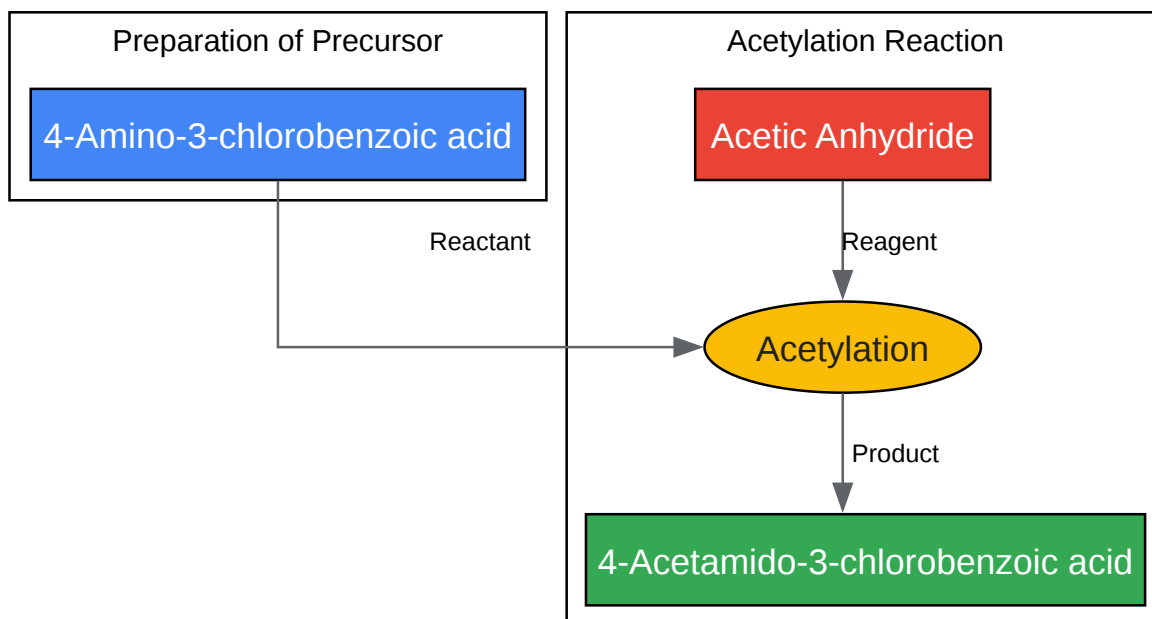 Preparation of Precursor
4-Amino-3-chlorobenzoic acid
Reactant
Acetylation Reaction
Acetic Anhydride
Reagent
Acetylation
Product
4-Acetamido-3-chlorobenzoic acid